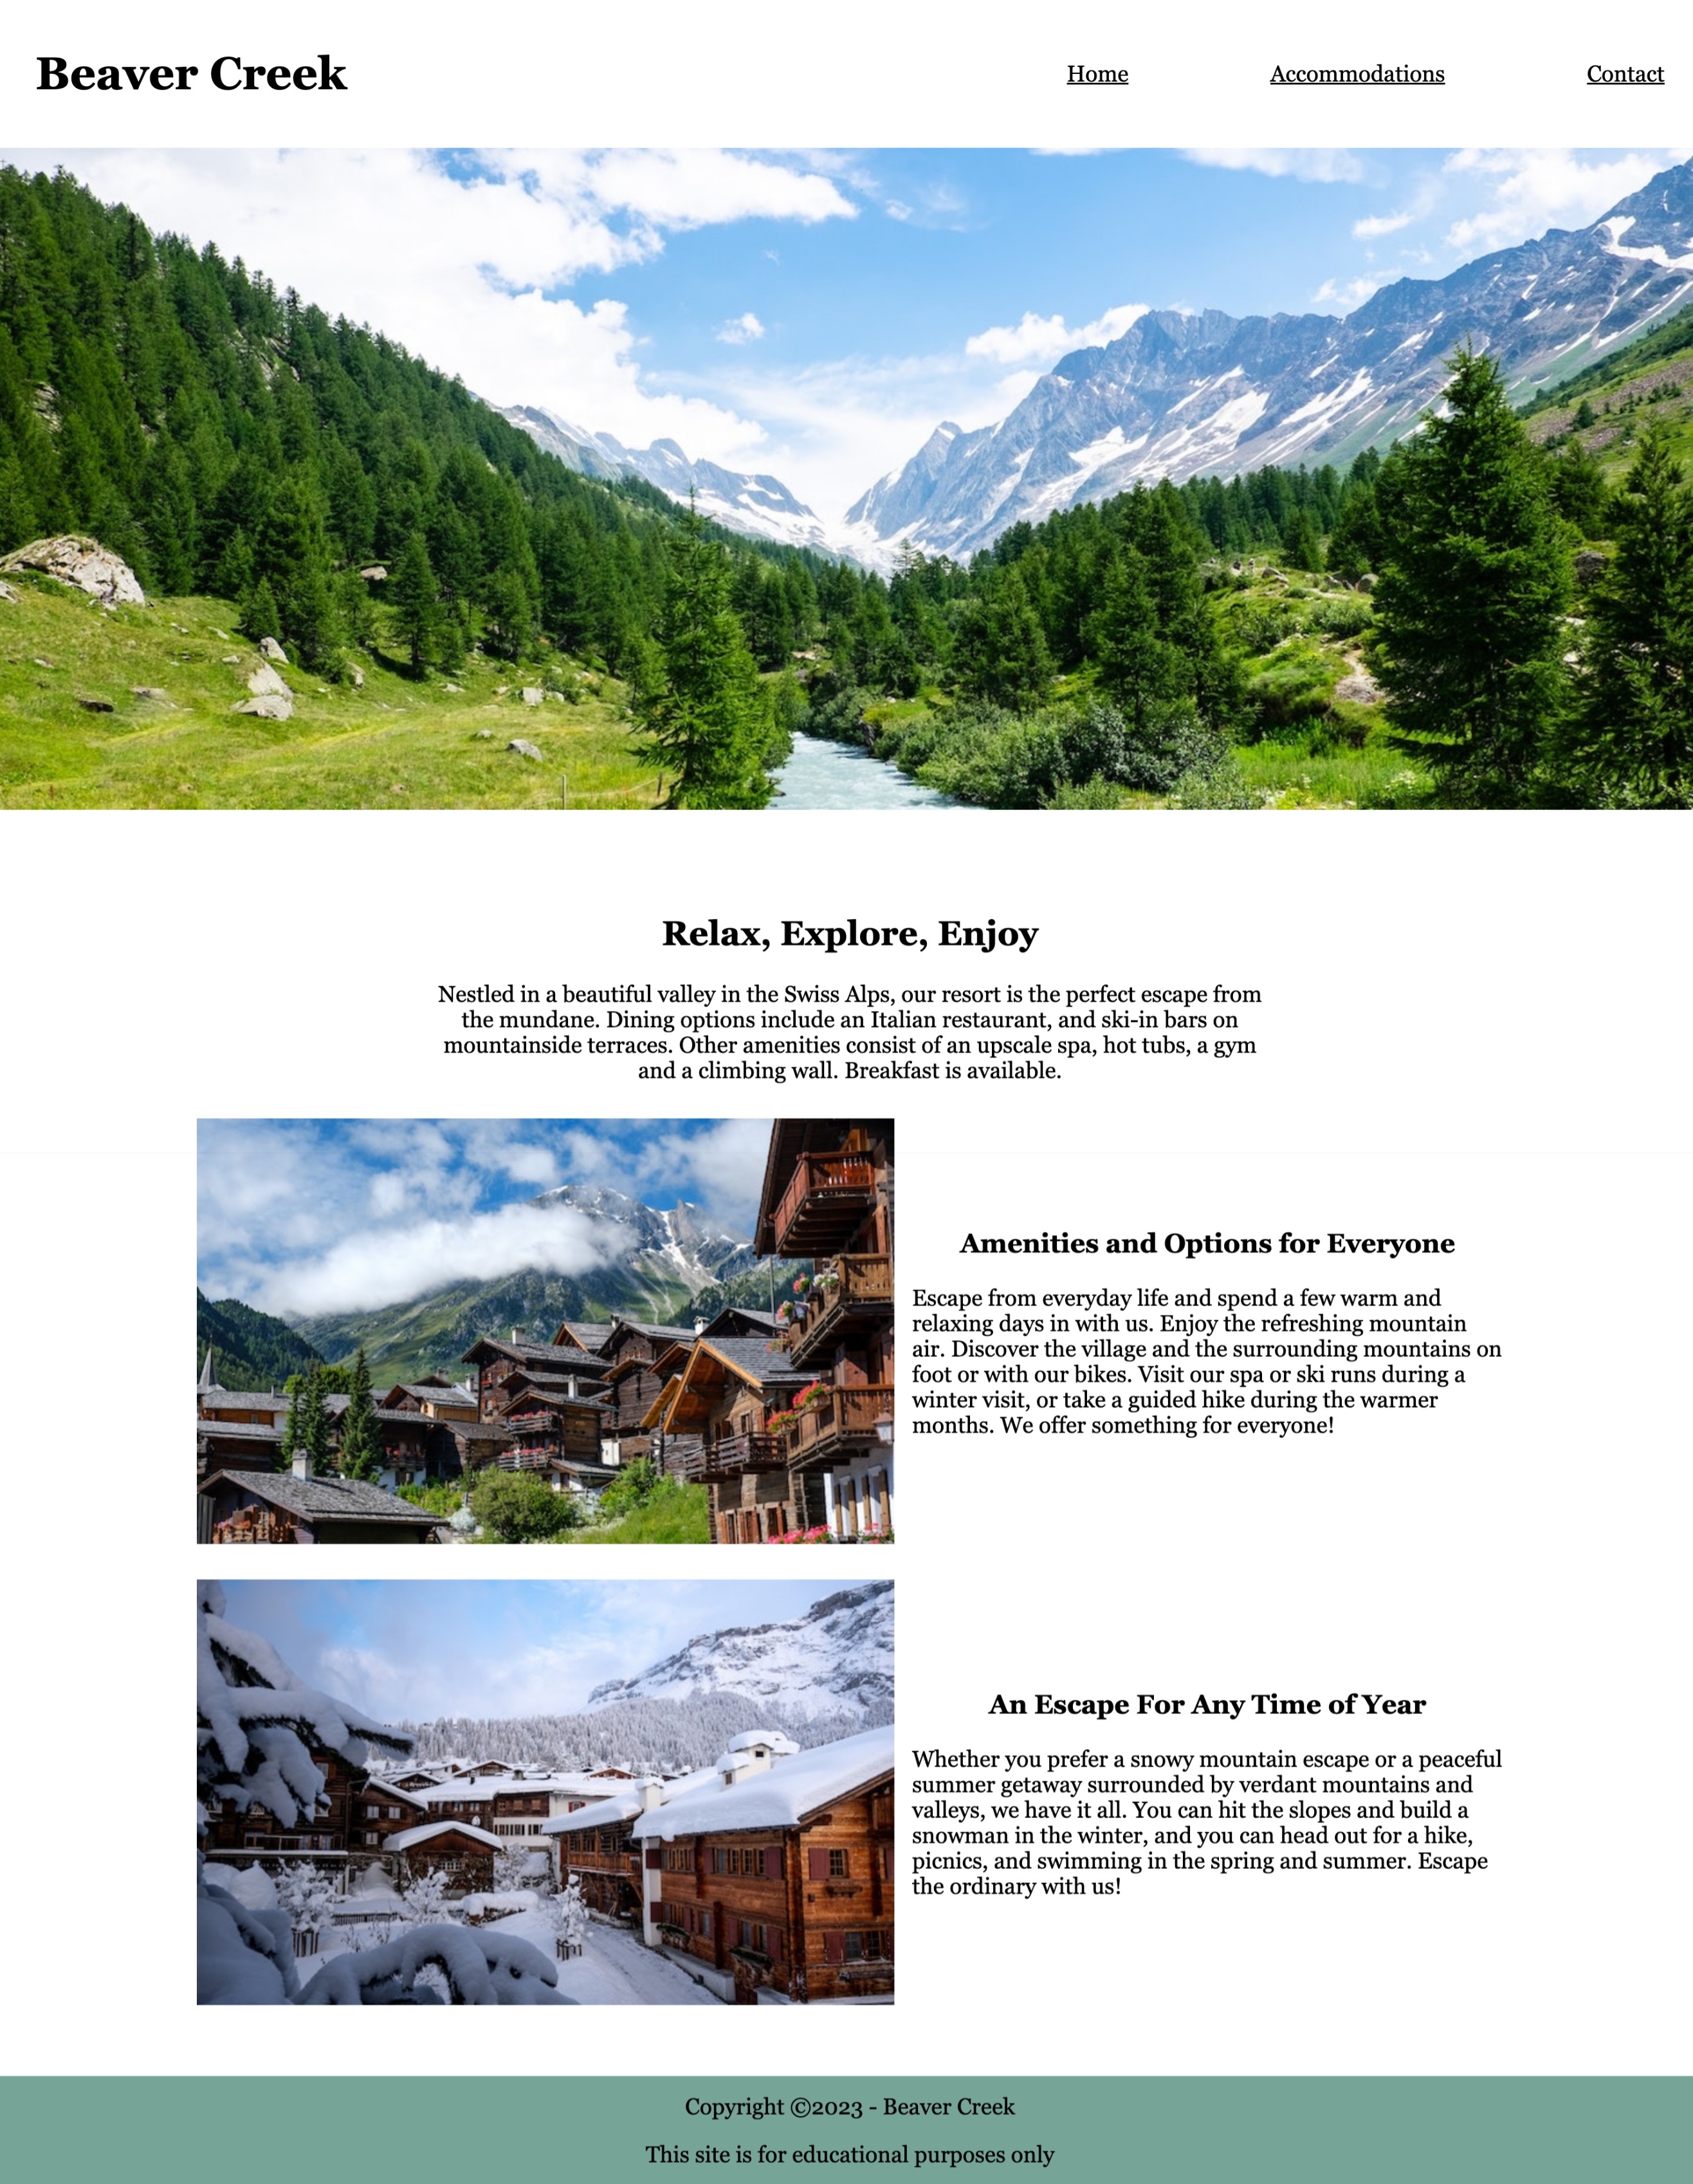 Beaver Creek
Home Accommodations Contact
Relax, Explore, Enjoy
Nestled in a beautiful valley in the Swiss Alps, our resort is the perfect escape from
the mundane. Dining options include an Italian restaurant, and ski-in bars on
mountainside terraces. Other amenities consist of an upscale spa, hot tubs, a gym
and a climbing wall. Breakfast is available.
Amenities and Options for Everyone
Escape from everyday life and spend a few warm and
relaxing days in with us. Enjoy the refreshing mountain
air. Discover the village and the surrounding mountains on
foot or with our bikes. Visit our spa or ski runs during a
winter visit, or take a guided hike during the warmer
months. We offer something for everyone!
An Escape For Any Time of Year
Whether you prefer a snowy mountain escape or a peaceful
summer getaway surrounded by verdant mountains and
valleys, we have it all. You can hit the slopes and build a
snowman in the winter, and you can head out for a hike,
picnics, and swimming in the spring and summer. Escape
the ordinary with us!
Copyright ©2023 - Beaver Creek
This site is for educational purposes only